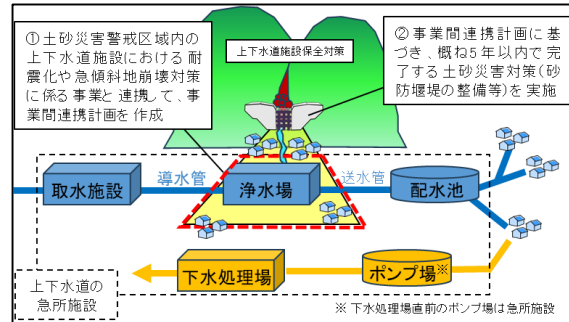 ①土砂災害警戒区域内の
上下水道施設における耐
震化や急傾斜地崩壊対策
に係る事業と連携して、事
業間連携計画を作成
上下水道施設保全対策
②事業間連携計画に基
づき、概ね5年以内で完
了する土砂災害対策(砂
防堰堤の整備等)を実施
取水施設
導水管
浄水場
送水管
配水池
下水処理場
ポンプ場※
上下水道の
急所施設
※ 下水処理場直前のポンプ場は急所施設